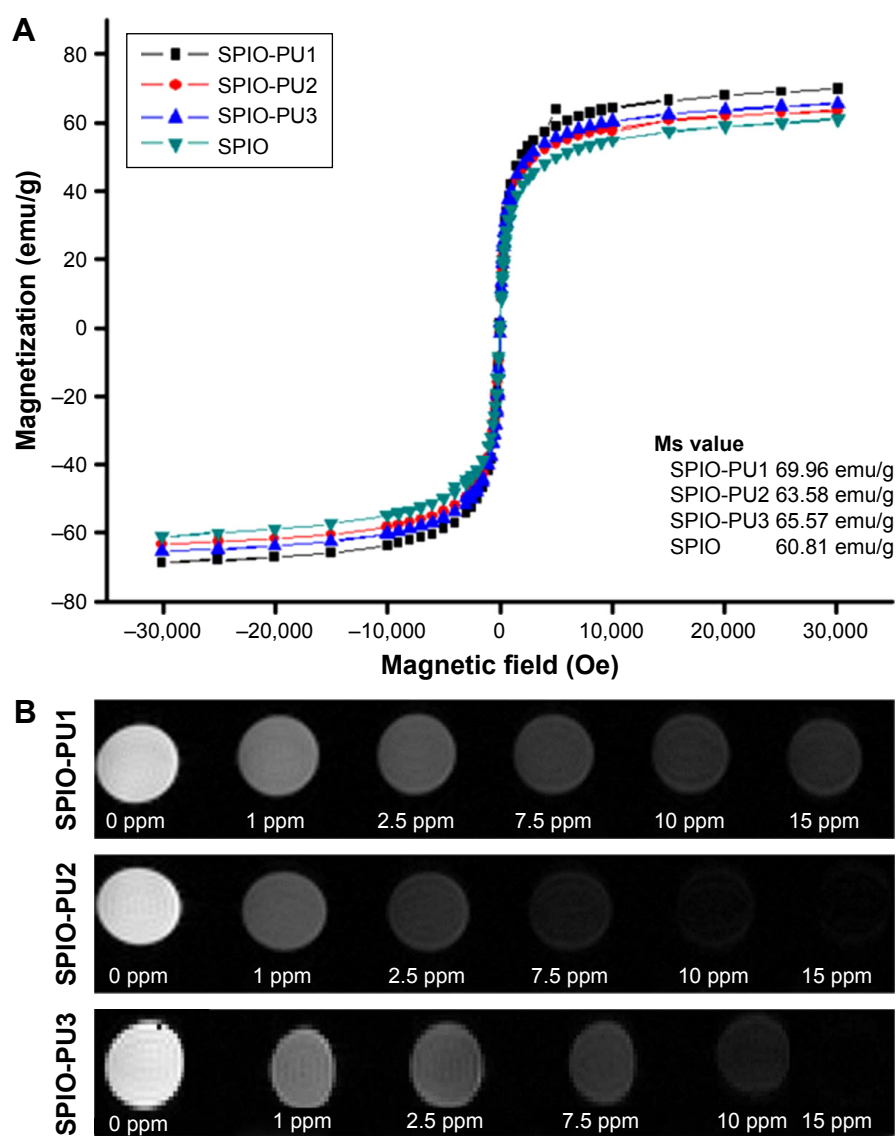 A
SPIO-PU1
SPIO-PU2
SPIO-PU3
SPIO
80
60
40
20
0
–20
–40
–60
–80
Magnetization (emu/g)
Ms value
SPIO-PU1 69.96 emu/g
SPIO-PU2 63.58 emu/g
SPIO-PU3 65.57 emu/g
SPIO 60.81 emu/g
–30,000 –20,000 –10,000 0 10,000 20,000 30,000
Magnetic field (Oe)
B
SPIO-PU1
0 ppm 1 ppm 2.5 ppm 7.5 ppm 10 ppm 15 ppm
SPIO-PU2
0 ppm 1 ppm 2.5 ppm 7.5 ppm 10 ppm 15 ppm
SPIO-PU3
0 ppm 1 ppm 2.5 ppm 7.5 ppm 10 ppm 15 ppm